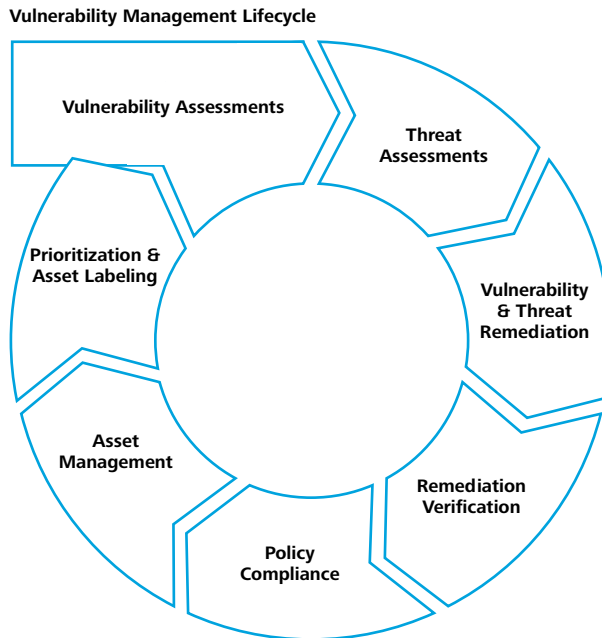 Vulnerability Management Lifecycle
Vulnerability Assessments
Threat
Assessments
Vulnerability
& Threat
Remediation
Remediation
Verification
Policy
Compliance
Asset
Management
Prioritization &
Asset Labeling